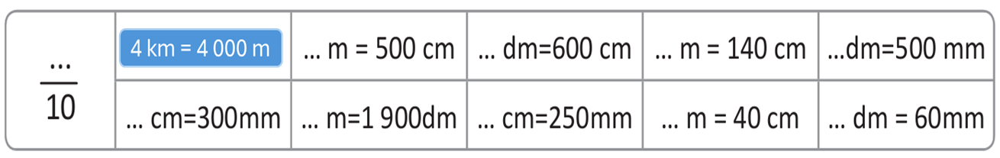 ...
10
4 km = 4 000 m
... m = 500 cm
... dm=600 cm
... m = 140 cm
...dm=500 mm
... cm=300mm
... m=1 900dm
... cm=250mm
... m = 40 cm
... dm = 60mm